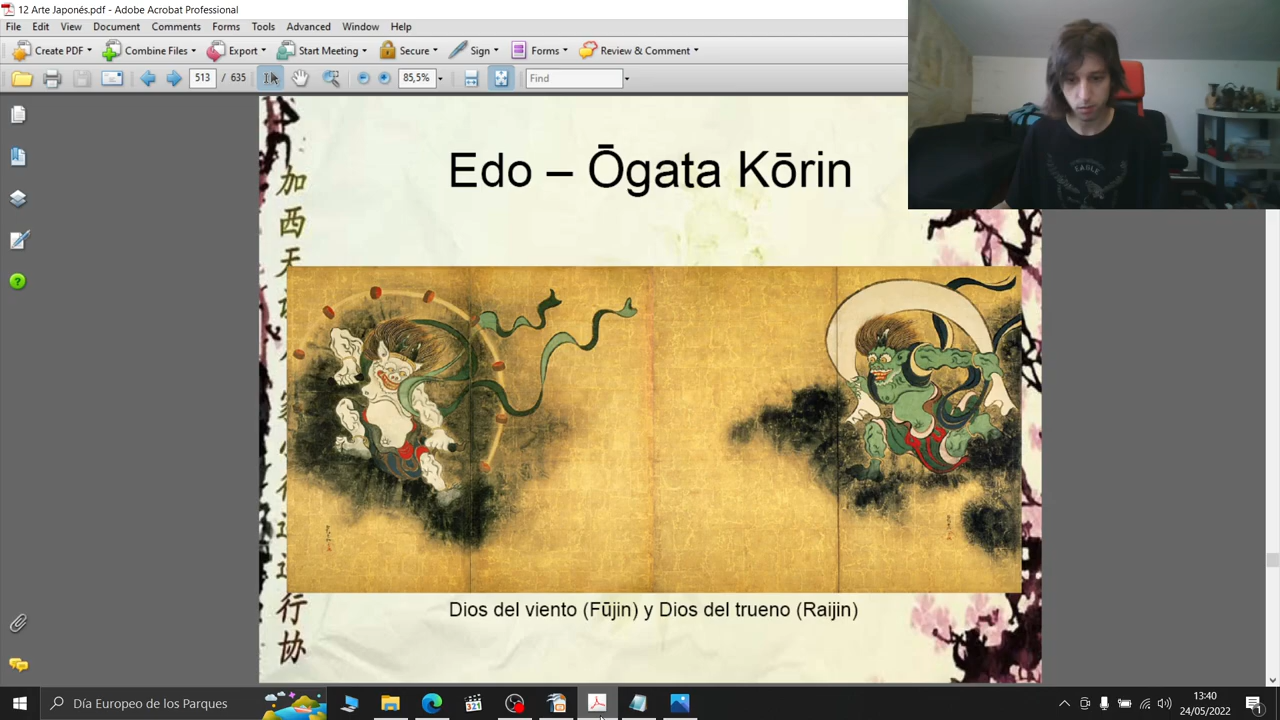 12 Arte Japonés.pdf - Adobe Acrobat Professional
File Edit View Document Comments Forms Tools Advanced Window Help
Create PDF Combine Files Export Start Meeting Secure Sign Forms Review & Comment
513 / 635 85,5% Find
Edo – Ōgata Kōrin
加
西
天
行
协
Dios del viento (Fūjin) y Dios del trueno (Raijin)
EAGLE
Día Europeo de los Parques
321
13:40
24/05/2022
1